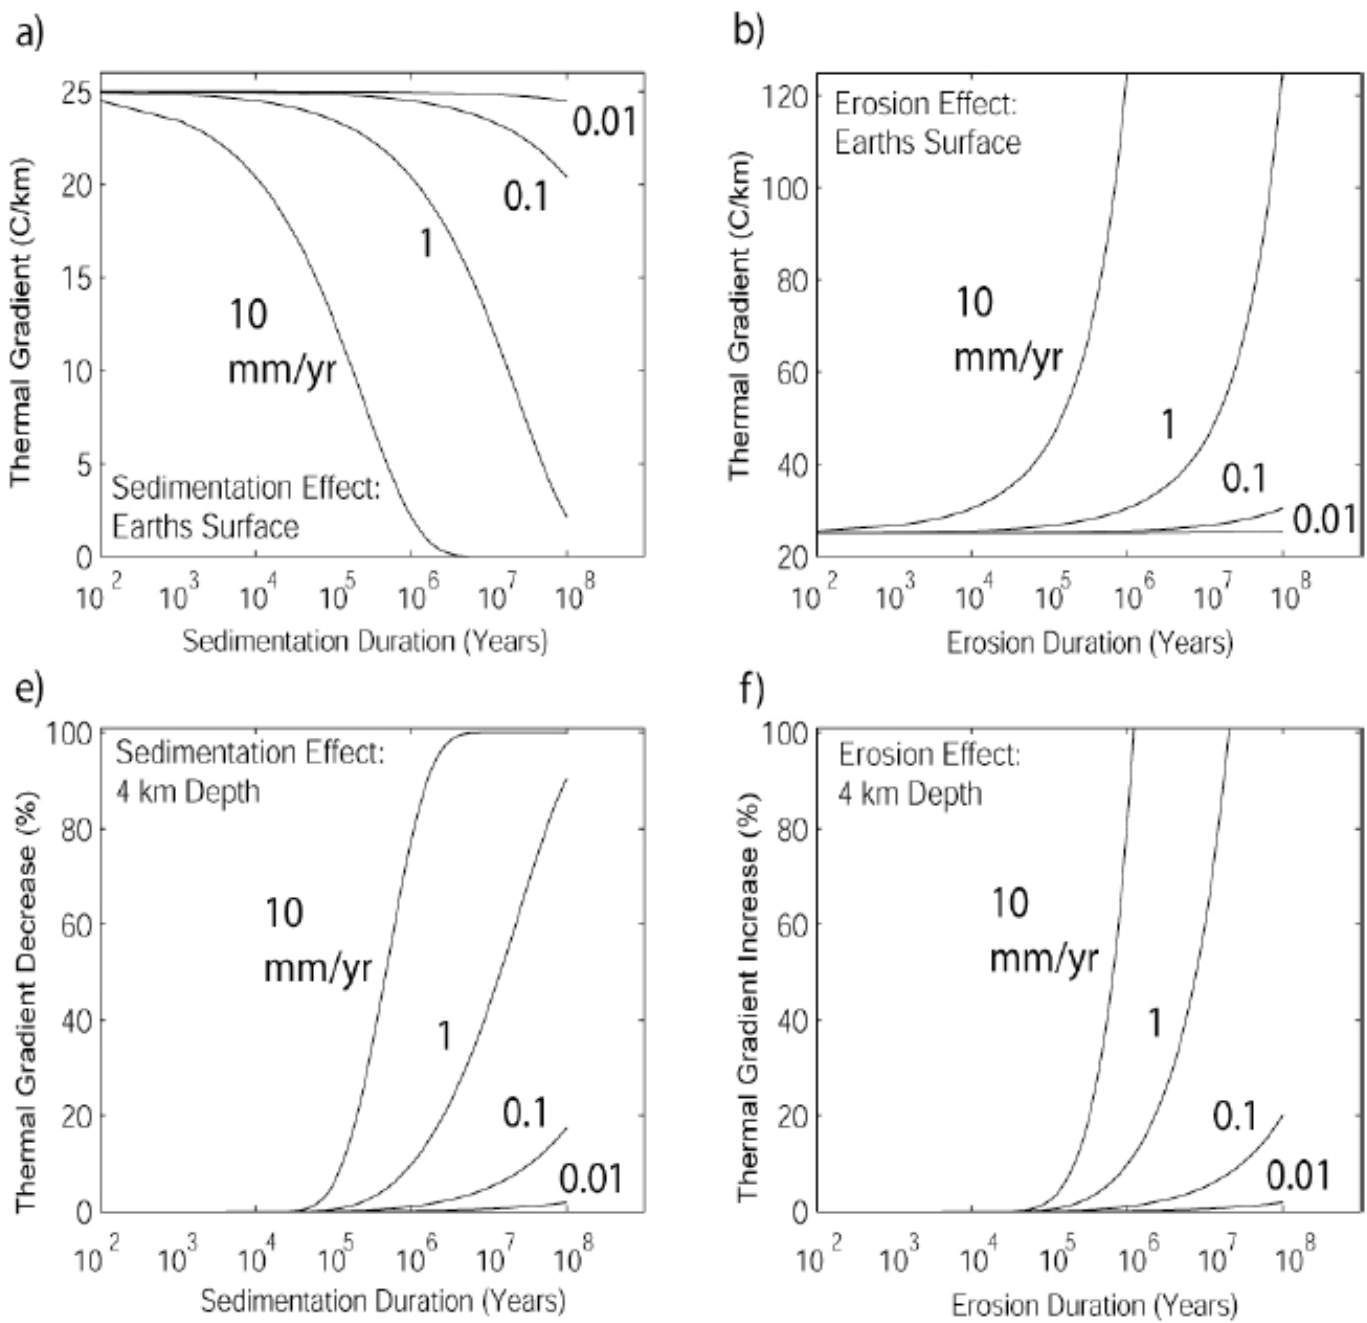 a)
Thermal Gradient (C/km)
25
20
15
10
5
0
0.01
0.1
1
10
mm/yr
Sedimentation Effect:
Earths Surface
10^2 10^3 10^4 10^5 10^6 10^7 10^8
Sedimentation Duration (Years)
b)
Thermal Gradient (C/km)
120
100
80
60
40
20
Erosion Effect:
Earths Surface
10
mm/yr
1
0.1
0.01
10^2 10^3 10^4 10^5 10^6 10^7 10^8
Erosion Duration (Years)
e)
Thermal Gradient Decrease (%)
100
80
60
40
20
0
Sedimentation Effect:
4 km Depth
10
mm/yr
1
0.1
0.01
10^2 10^3 10^4 10^5 10^6 10^7 10^8
Sedimentation Duration (Years)
f)
Thermal Gradient Increase (%)
100
80
60
40
20
0
Erosion Effect:
4 km Depth
10
mm/yr
1
0.1
0.01
10^2 10^3 10^4 10^5 10^6 10^7 10^8
Erosion Duration (Years)